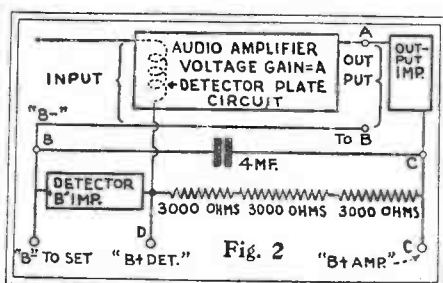 A
AUDIO AMPLIFIER
VOLTAGE GAIN=A
←DETECTOR PLATE
CIRCUIT
INPUT
OUT
PUT
OUT-
PUT
IMP.
"B-"
To B
B
4MF.
C
DETECTOR
B"IMP.
3000 OHMS 3000 OHMS 3000 OHMS
D
C
"B" TO SET
"B+ DET."
Fig. 2
"B+AMP."